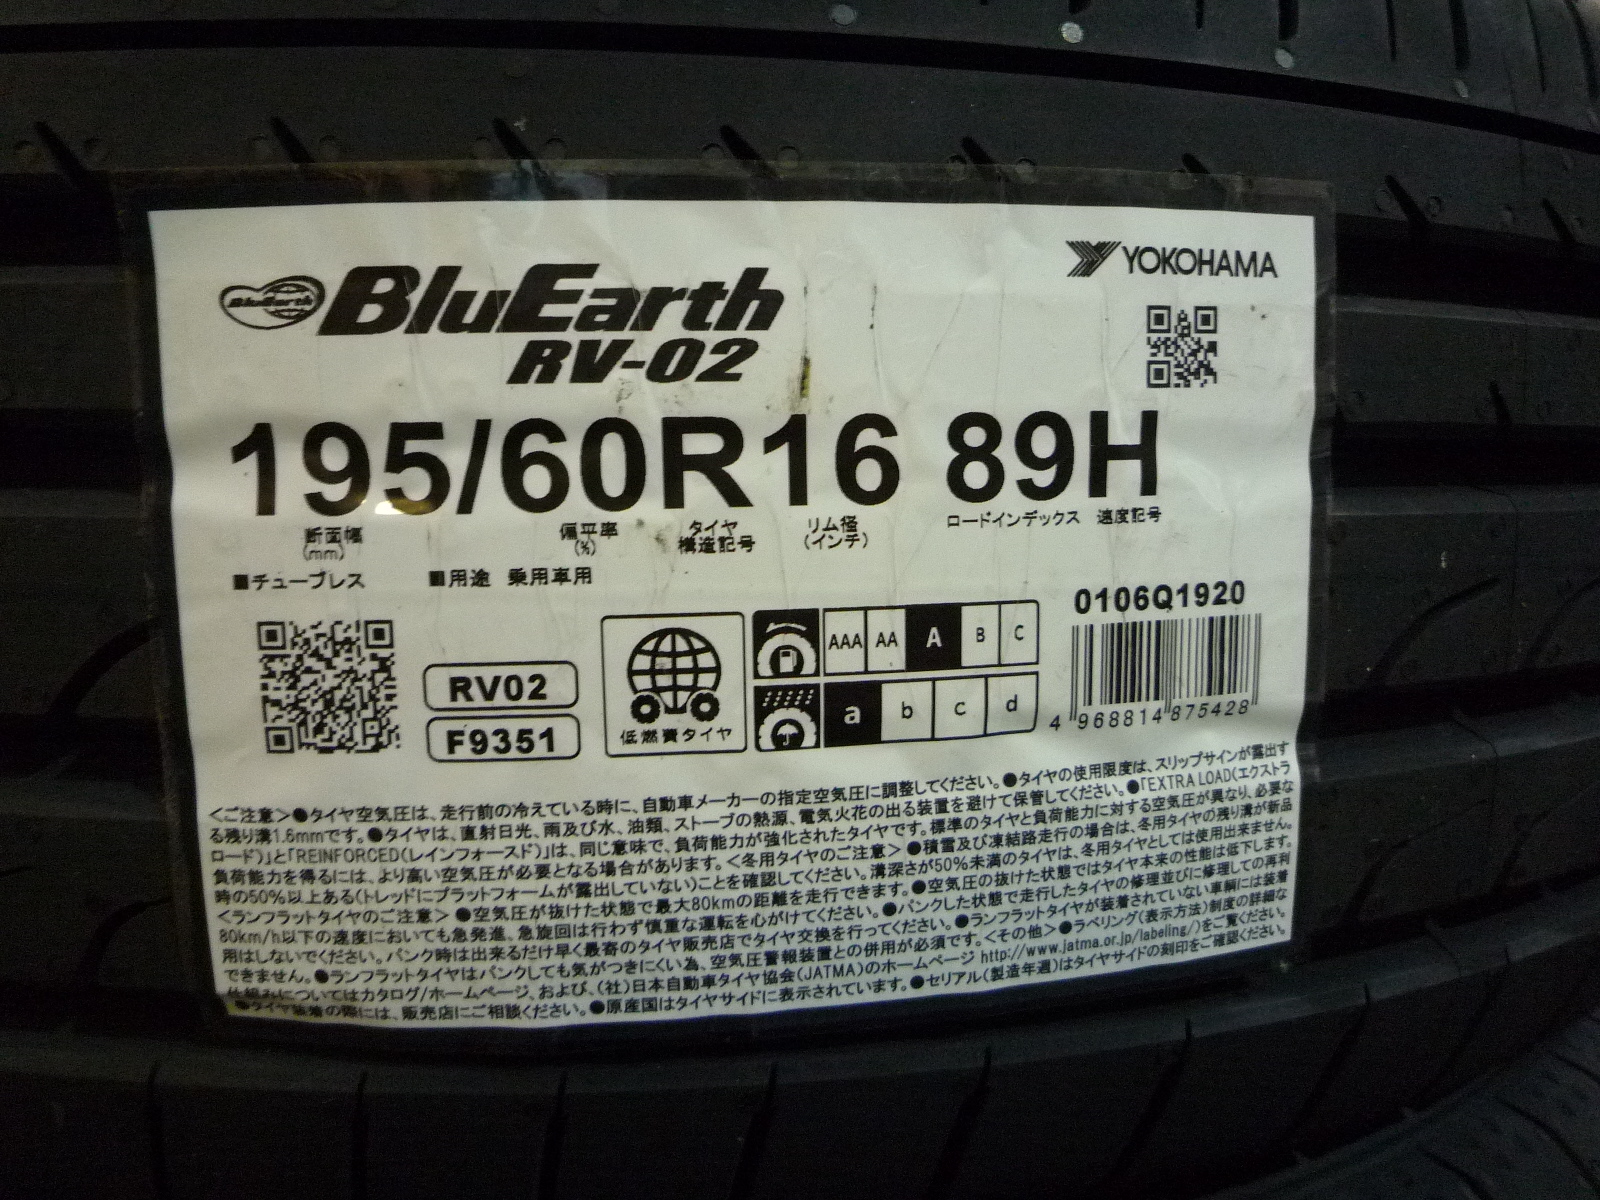 BluEarth
BluEarth
YOKOHAMA
RV-02
195/60R16 89H
断面幅 偏平率 タイヤ リム径 ロードインデックス 速度記号
(mm) (%) 構造記号 (インチ)
■チューブレス ■用途 乗用車用
0106Q1920
AAA AA A B C
RV02
a b c d
F9351
低燃費タイヤ
4 968814 875428
<ご注意>●タイヤ空気圧は、走行前の冷えている時に、自動車メーカーの指定空気圧に調整してください。●タイヤの使用限度は、スリップサインが露出す
る残り溝1.6mmです。●タイヤは、直射日光、雨及び水、油類、ストーブの熱源、電気火花の出る装置を避けて保管してください。●「EXTRA LOAD(エクストラ
ロード)」と「REINFORCED(レインフォースド)」は、同じ意味で、負荷能力が強化されたタイヤです。標準のタイヤと負荷能力に対する空気圧が異なり、必要な
負荷能力を得るには、より高い空気圧が必要となる場合があります。<冬用タイヤのご注意>●積雪及び凍結路走行の場合は、冬用タイヤの残り溝が新品
時の50%以上ある(トレッドにプラットフォームが露出していない)ことを確認してください。溝深さが50%未満のタイヤは、冬用タイヤとしては使用出来ません。
<ランフラットタイヤのご注意>●空気圧が抜けた状態で最大80kmの距離を走行できます。●空気圧の抜けた状態ではタイヤ本来の性能は低下します。
80km/h以下の速度においても急発進、急旋回は行わず慎重な運転を心がけてください。●パンクした状態で走行したタイヤの修理並びに修理しての再利
用はしないでください。パンク時は出来るだけ早く最寄のタイヤ販売店でタイヤ交換を行ってください。●ランフラットタイヤが装着されていない車輌には装着
できません。●ランフラットタイヤはパンクしても気がつきにくい為、空気圧警報装置との併用が必須です。<その他>●ラベリング(表示方法)制度の詳細な
仕組みについてはカタログ/ホームページ、および、(社)日本自動車タイヤ協会(JATMA)のホームページ http://www.jatma.or.jp/labeling/)をご覧ください。
●タイヤ装着の際には、販売店にご相談ください。●原産国はタイヤサイドに表示されています。●セリアル(製造年週)はタイヤサイドの刻印をご確認ください。